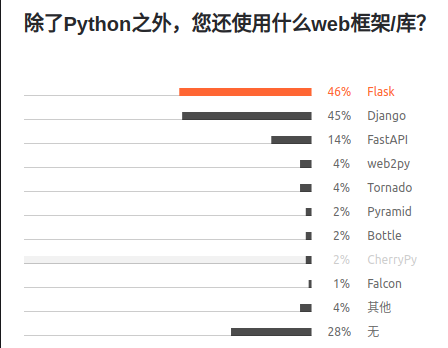 除了Python之外，您还使用什么web框架/库?
46% Flask
45% Django
14% FastAPI
4% web2py
4% Tornado
2% Pyramid
2% Bottle
2% CherryPy
1% Falcon
4% 其他
28% 无